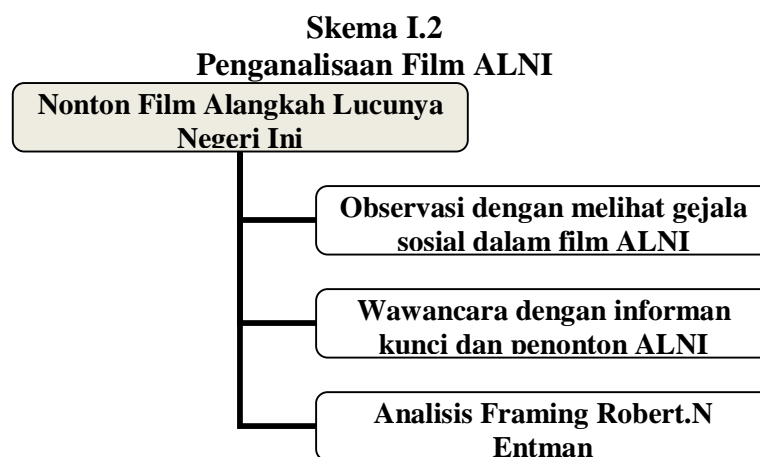 Skema I.2
Penganalisaan Film ALNI
Nonton Film Alangkah Lucunya
Negeri Ini
Observasi dengan melihat gejala
sosial dalam film ALNI
Wawancara dengan informan
kunci dan penonton ALNI
Analisis Framing Robert.N
Entman